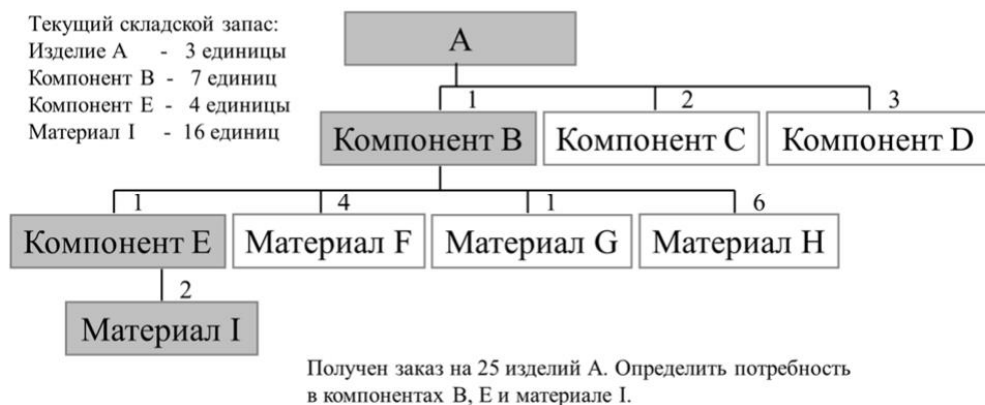 Текущий складской запас:
Изделие А - 3 единицы
Компонент В - 7 единиц
Компонент Е - 4 единицы
Материал I - 16 единиц
А
1 2 3
Компонент В Компонент С Компонент D
1 4 1 6
Компонент Е Материал F Материал G Материал H
2
Материал I
Получен заказ на 25 изделий А. Определить потребность
в компонентах В, Е и материале I.